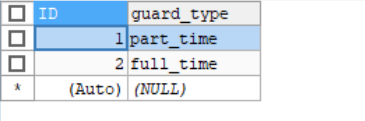 ID guard_type
1 part_time
2 full_time
* (Auto) (NULL)